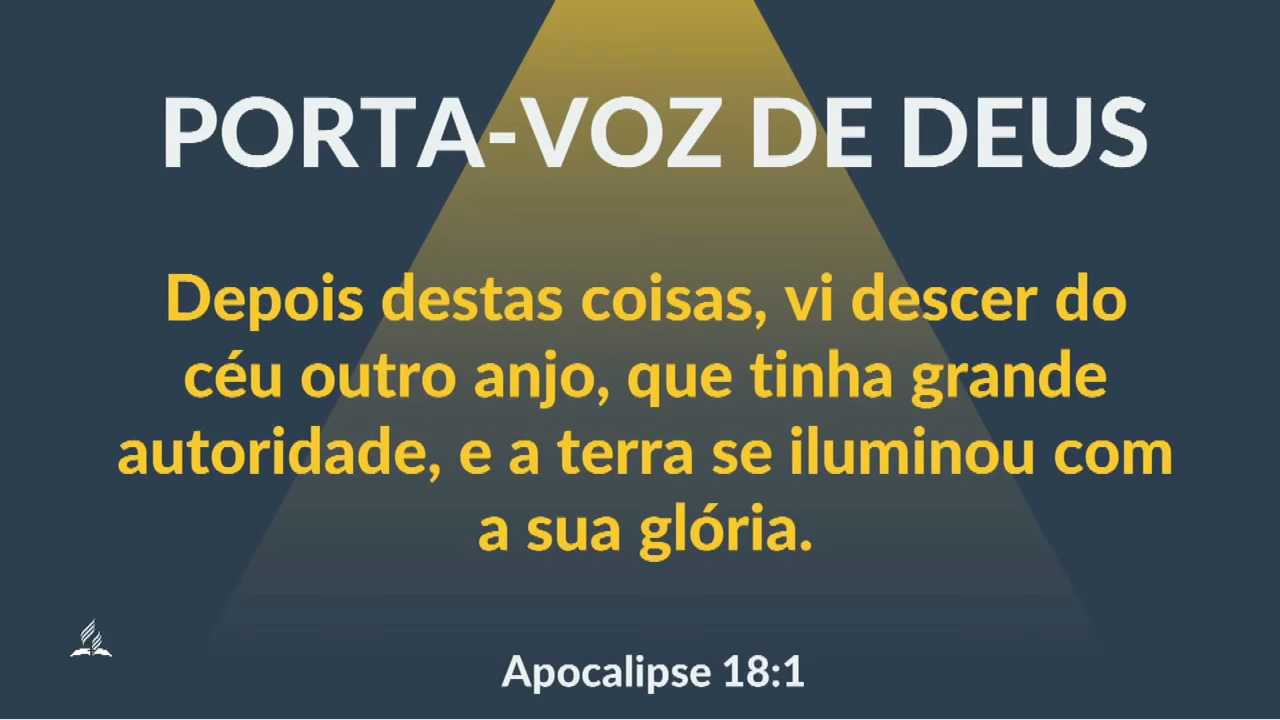 PORTA-VOZ DE DEUS
Depois destas coisas, vi descer do
céu outro anjo, que tinha grande
autoridade, e a terra se iluminou com
a sua glória.
Apocalipse 18:1